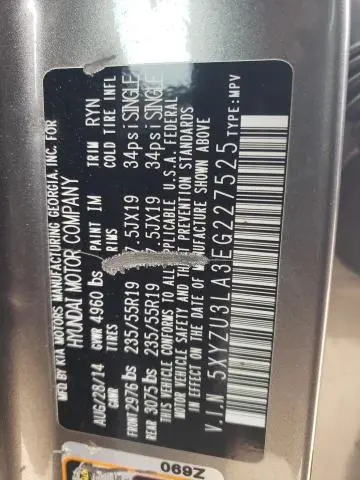 MFD BY KIA MOTORS MANUFACTURING GEORGIA, INC. FOR
HYUNDAI MOTOR COMPANY
AUG/28/14 GVWR 4960 lbs PAINT IM TRIM RYN
GAWR TIRES RIMS COLD TIRE INFL
FRONT 2976 lbs 235/55R19 7.5JX19 34psi SINGLE
REAR 3075 lbs 235/55R19 7.5JX19 34psi SINGLE
THIS VEHICLE CONFORMS TO ALL APPLICABLE U.S.A. FEDERAL
MOTOR VEHICLE SAFETY AND THEFT PREVENTION STANDARDS
IN EFFECT ON THE DATE OF MANUFACTURE SHOWN ABOVE
V.I.N 5XYZU3LA3EG227525 TYPE:MPV
Z690